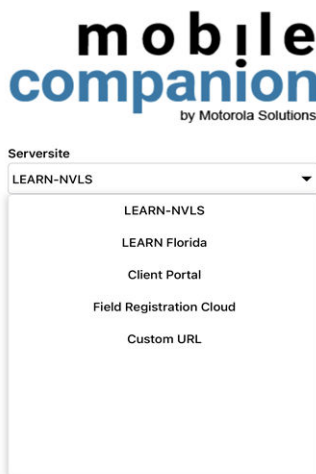 mobile
companion
by Motorola Solutions
Serversite
LEARN-NVLS
LEARN-NVLS
LEARN Florida
Client Portal
Field Registration Cloud
Custom URL